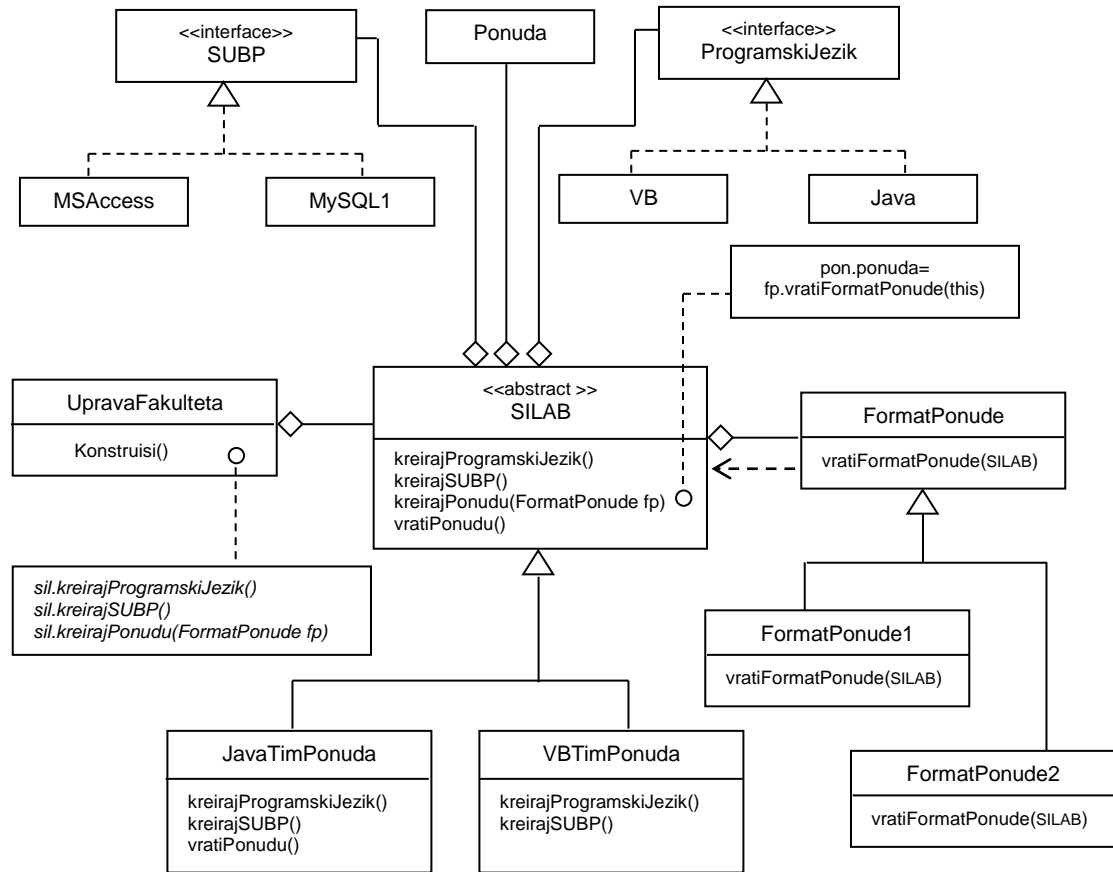 <<interface>>
SUBP
Ponuda
<<interface>>
ProgramskiJezik
MSAccess
MySQL1
VB
Java
pon.ponuda=
fp.vratiFormatPonude(this)
UpravaFakulteta
Konstruisi()
<<abstract >>
SILAB
kreirajProgramskiJezik()
kreirajSUBP()
kreirajPonudu(FormatPonude fp)
vratiPonudu()
FormatPonude
vratiFormatPonude(SILAB)
sil.kreirajProgramskiJezik()
sil.kreirajSUBP()
sil.kreirajPonudu(FormatPonude fp)
FormatPonude1
vratiFormatPonude(SILAB)
JavaTimPonuda
kreirajProgramskiJezik()
kreirajSUBP()
vratiPonudu()
VBTimPonuda
kreirajProgramskiJezik()
kreirajSUBP()
FormatPonude2
vratiFormatPonude(SILAB)